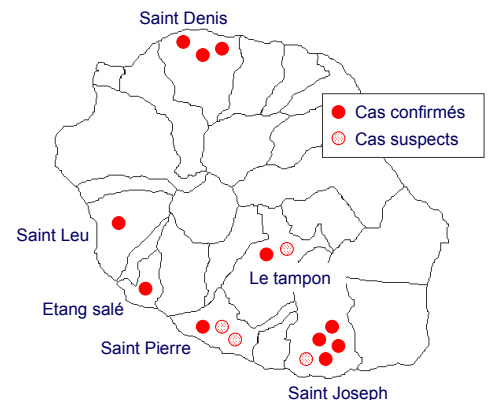 Saint Denis
Cas confirmés
Cas suspects
Saint Leu
Le tampon
Etang salé
Saint Pierre
Saint Joseph